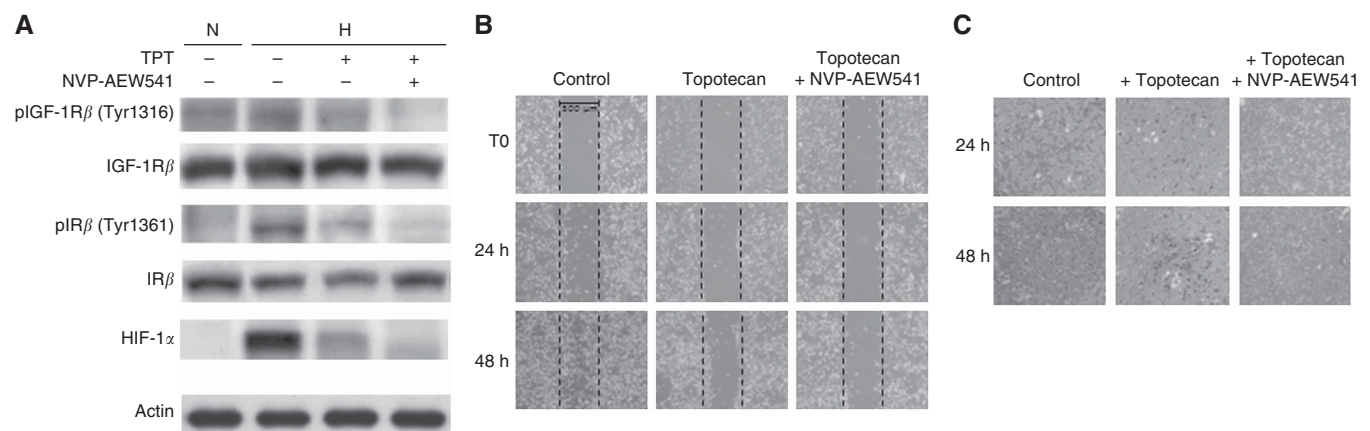 A
N H
TPT – – + +
NVP-AEW541 – – – +
pIGF-1Rβ (Tyr1316)
IGF-1Rβ
pIRβ (Tyr1361)
IRβ
HIF-1α
Actin
B
Control Topotecan Topotecan
+ NVP-AEW541
T0
24 h
48 h
C
Control + Topotecan + Topotecan
+ NVP-AEW541
24 h
48 h